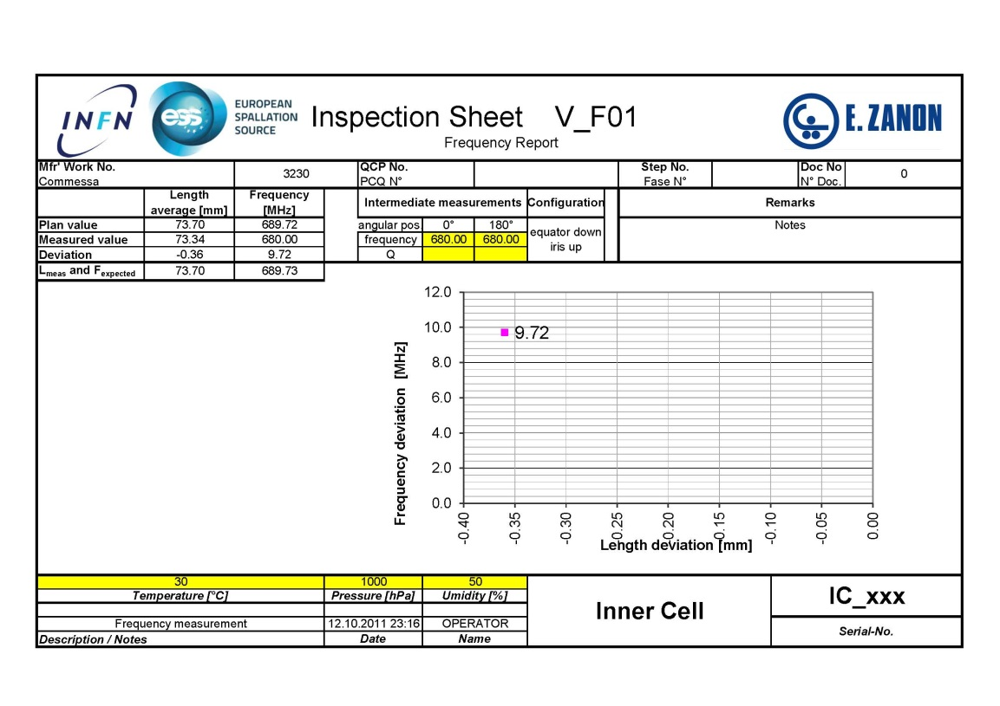 INFN
ess
EUROPEAN
SPALLATION
SOURCE
Inspection Sheet V_F01
Frequency Report
E. ZANON
Mfr' Work No.
Commessa
3230
QCP No.
PCQ N°
Step No.
Fase N°
Doc No
N° Doc.
0
Length average [mm] Frequency [MHz]
Plan value 73.70 689.72
Measured value 73.34 680.00
Deviation -0.36 9.72
Lmeas and Fexpected 73.70 689.73
Intermediate measurements Configuration
angular pos 0° 180°
frequency 680.00 680.00
Q
equator down
iris up
Remarks
Notes
12.0
10.0
8.0
6.0
4.0
2.0
0.0
Frequency deviation [MHz]
9.72
-0.40 -0.35 -0.30 -0.25 -0.20 -0.15 -0.10 -0.05 0.00
Length deviation [mm]
30 1000 50
Temperature [°C] Pressure [hPa] Umidity [%]
Frequency measurement 12.10.2011 23:16 OPERATOR
Description / Notes Date Name
Inner Cell
IC_xxx
Serial-No.